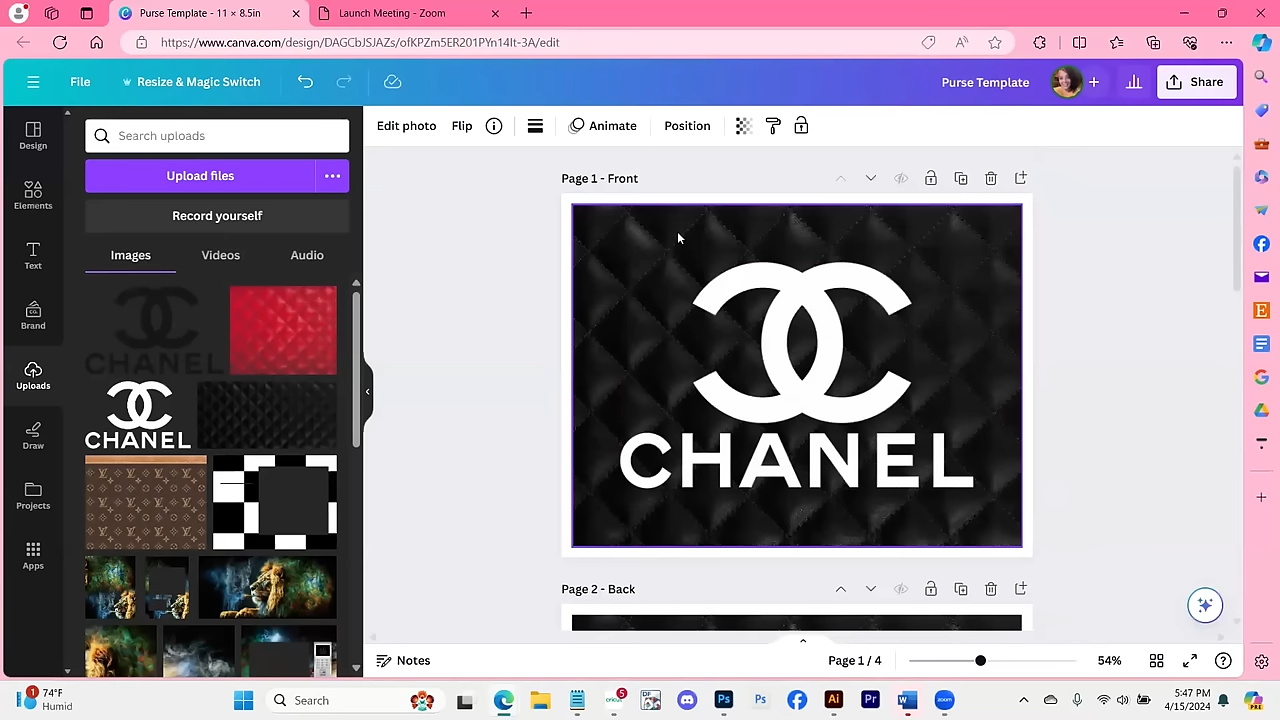 Purse Template - 11 × 8.5in
Launch Meeting - Zoom
https://www.canva.com/design/DAGCbJSJAZs/ofKPZm5ER201PYn14It-3A/edit
File
Resize & Magic Switch
Purse Template
Share
Design
Elements
Text
Brand
Uploads
Draw
Projects
Apps
Search uploads
Upload files
Record yourself
Images
Videos
Audio
CHANEL
CHANEL
Edit photo
Flip
Animate
Position
Page 1 - Front
CHANEL
Page 2 - Back
Notes
Page 1 / 4
54%
1
74°F
Humid
Search
5
5:47 PM
4/15/2024